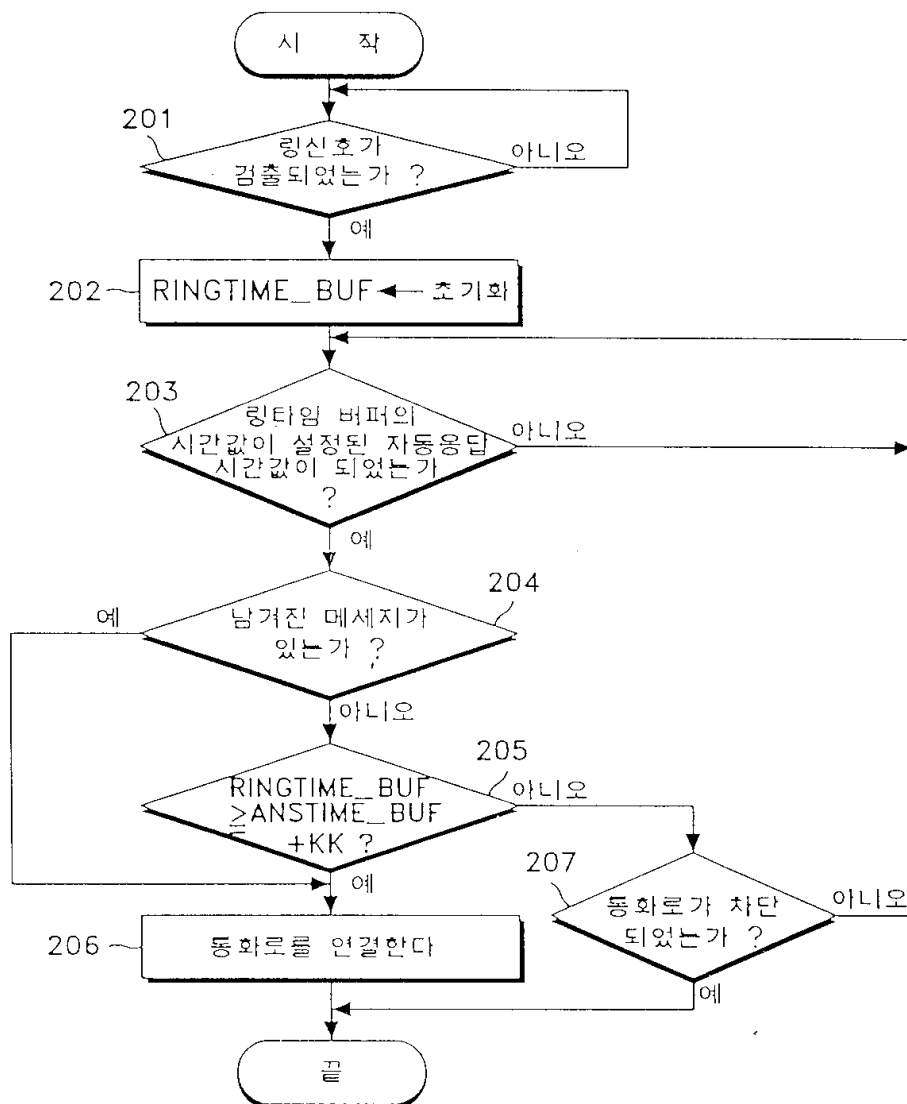 시 작
201
링신호가
검출되었는가 ?
아니오
예
202
RINGTIME_BUF ← 초기화
203
링타임 버퍼의
시간값이 설정된 자동응답
시간값이 되었는가
?
아니오
예
204
남겨진 메세지가
있는가 ?
예
아니오
205
RINGTIME_BUF
≥ANSTIME_BUF
+KK ?
아니오
예
207
통화로가 차단
되었는가 ?
아니오
예
206
통화로를 연결한다
끝